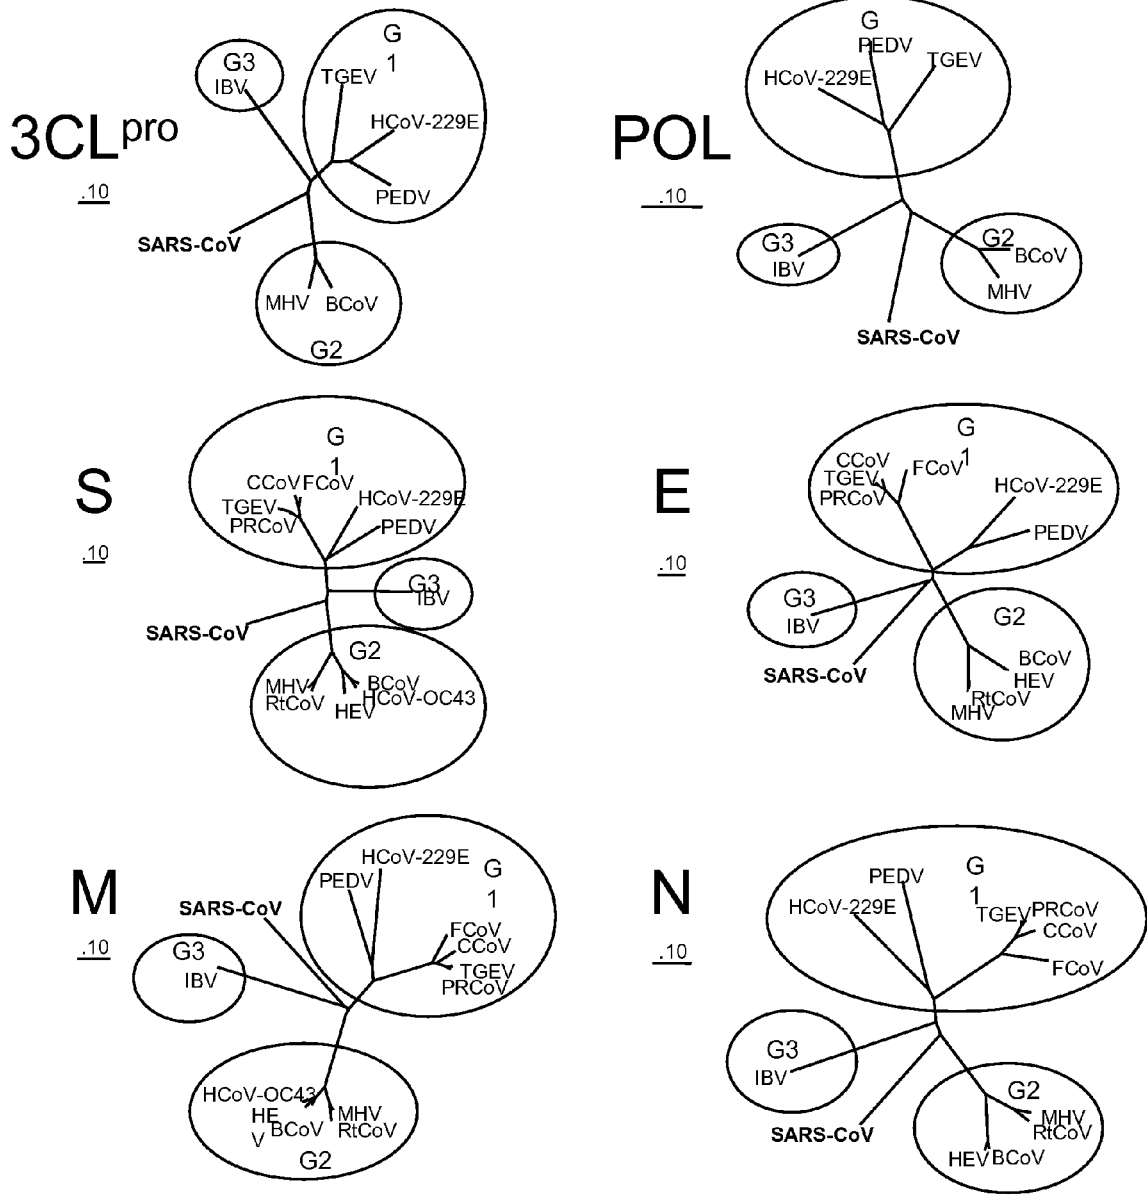 3CLpro
.10
G3
IBV
G
1
TGEV
HCoV-229E
PEDV
SARS-CoV
MHV
BCoV
G2
POL
.10
G
PEDV
TGEV
HCoV-229E
G3
IBV
G2
BCoV
MHV
SARS-CoV
S
.10
G
1
CCoV FCoV
TGEV
PRCoV
HCoV-229E
PEDV
G3
IBV
SARS-CoV
G2
MHV
RtCoV
BCoV
HCoV-OC43
HEV
E
.10
G
1
CCoV
TGEV
PRCoV
FCoV
HCoV-229E
PEDV
G3
IBV
SARS-CoV
G2
BCoV
HEV
RtCoV
MHV
M
.10
HCoV-229E
PEDV
G
1
SARS-CoV
FCoV
CCoV
TGEV
PRCoV
G3
IBV
HCoV-OC43
HE
V
BCoV
MHV
RtCoV
G2
N
.10
G
1
PEDV
HCoV-229E
TGEV
PRCoV
CCoV
FCoV
G3
IBV
SARS-CoV
G2
MHV
RtCoV
HEV
BCoV